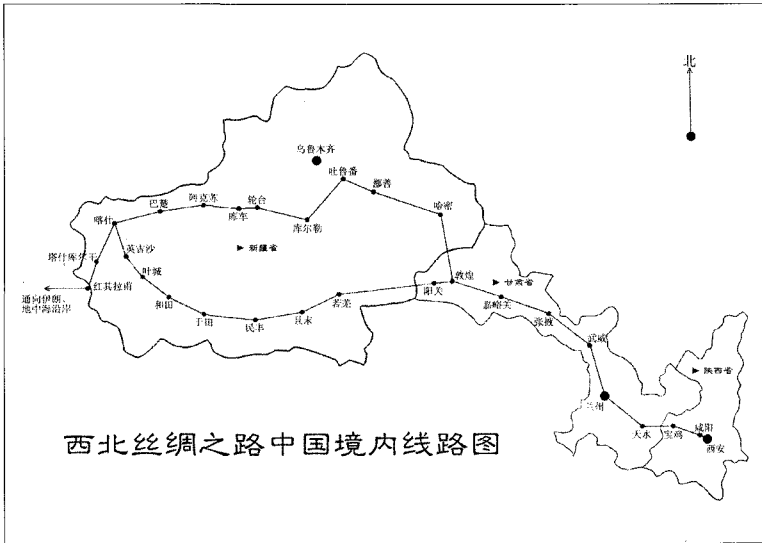 北
乌鲁木齐
吐鲁番
鄯善
阿克苏
巴楚
轮台
库车
哈密
喀什
库尔勒
英吉沙
▶ 新疆省
塔什库尔干
叶城
敦煌
▶ 甘肃省
红其拉甫
阳关
通向伊朗、
地中海沿岸
和田
若羌
嘉峪关
于田
民丰
且末
张掖
武威
▶ 陕西省
兰州
天水
宝鸡
咸阳
西安
西北丝绸之路中国境内线路图